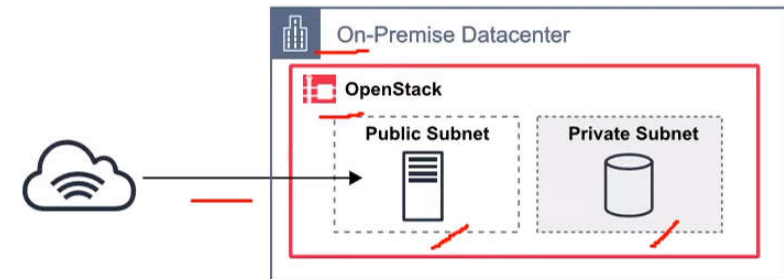 On-Premise Datacenter
OpenStack
Public Subnet
Private Subnet